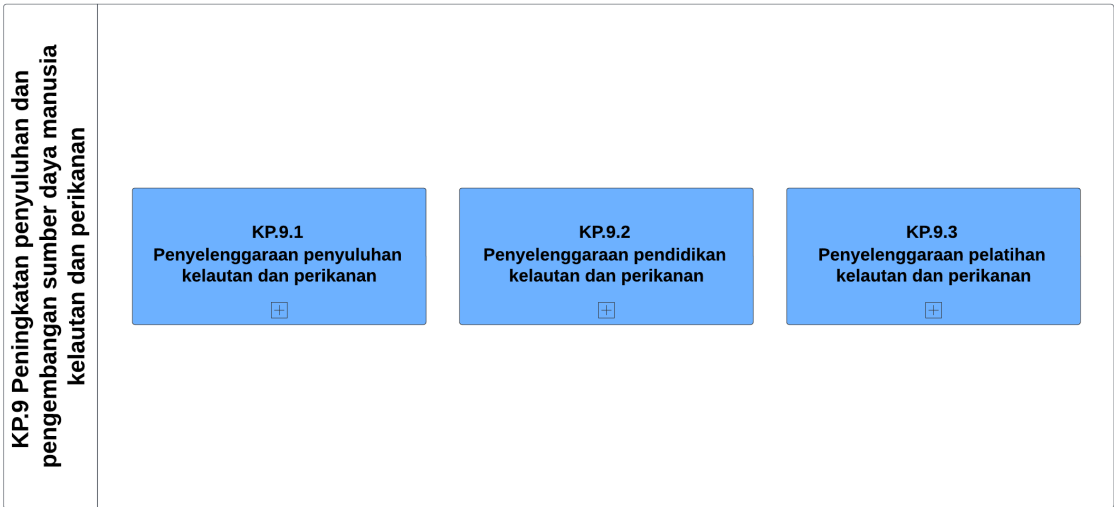 KP.9 Peningkatan penyuluhan dan
pengembangan sumber daya manusia
kelautan dan perikanan
KP.9.1
Penyelenggaraan penyuluhan
kelautan dan perikanan
KP.9.2
Penyelenggaraan pendidikan
kelautan dan perikanan
KP.9.3
Penyelenggaraan pelatihan
kelautan dan perikanan